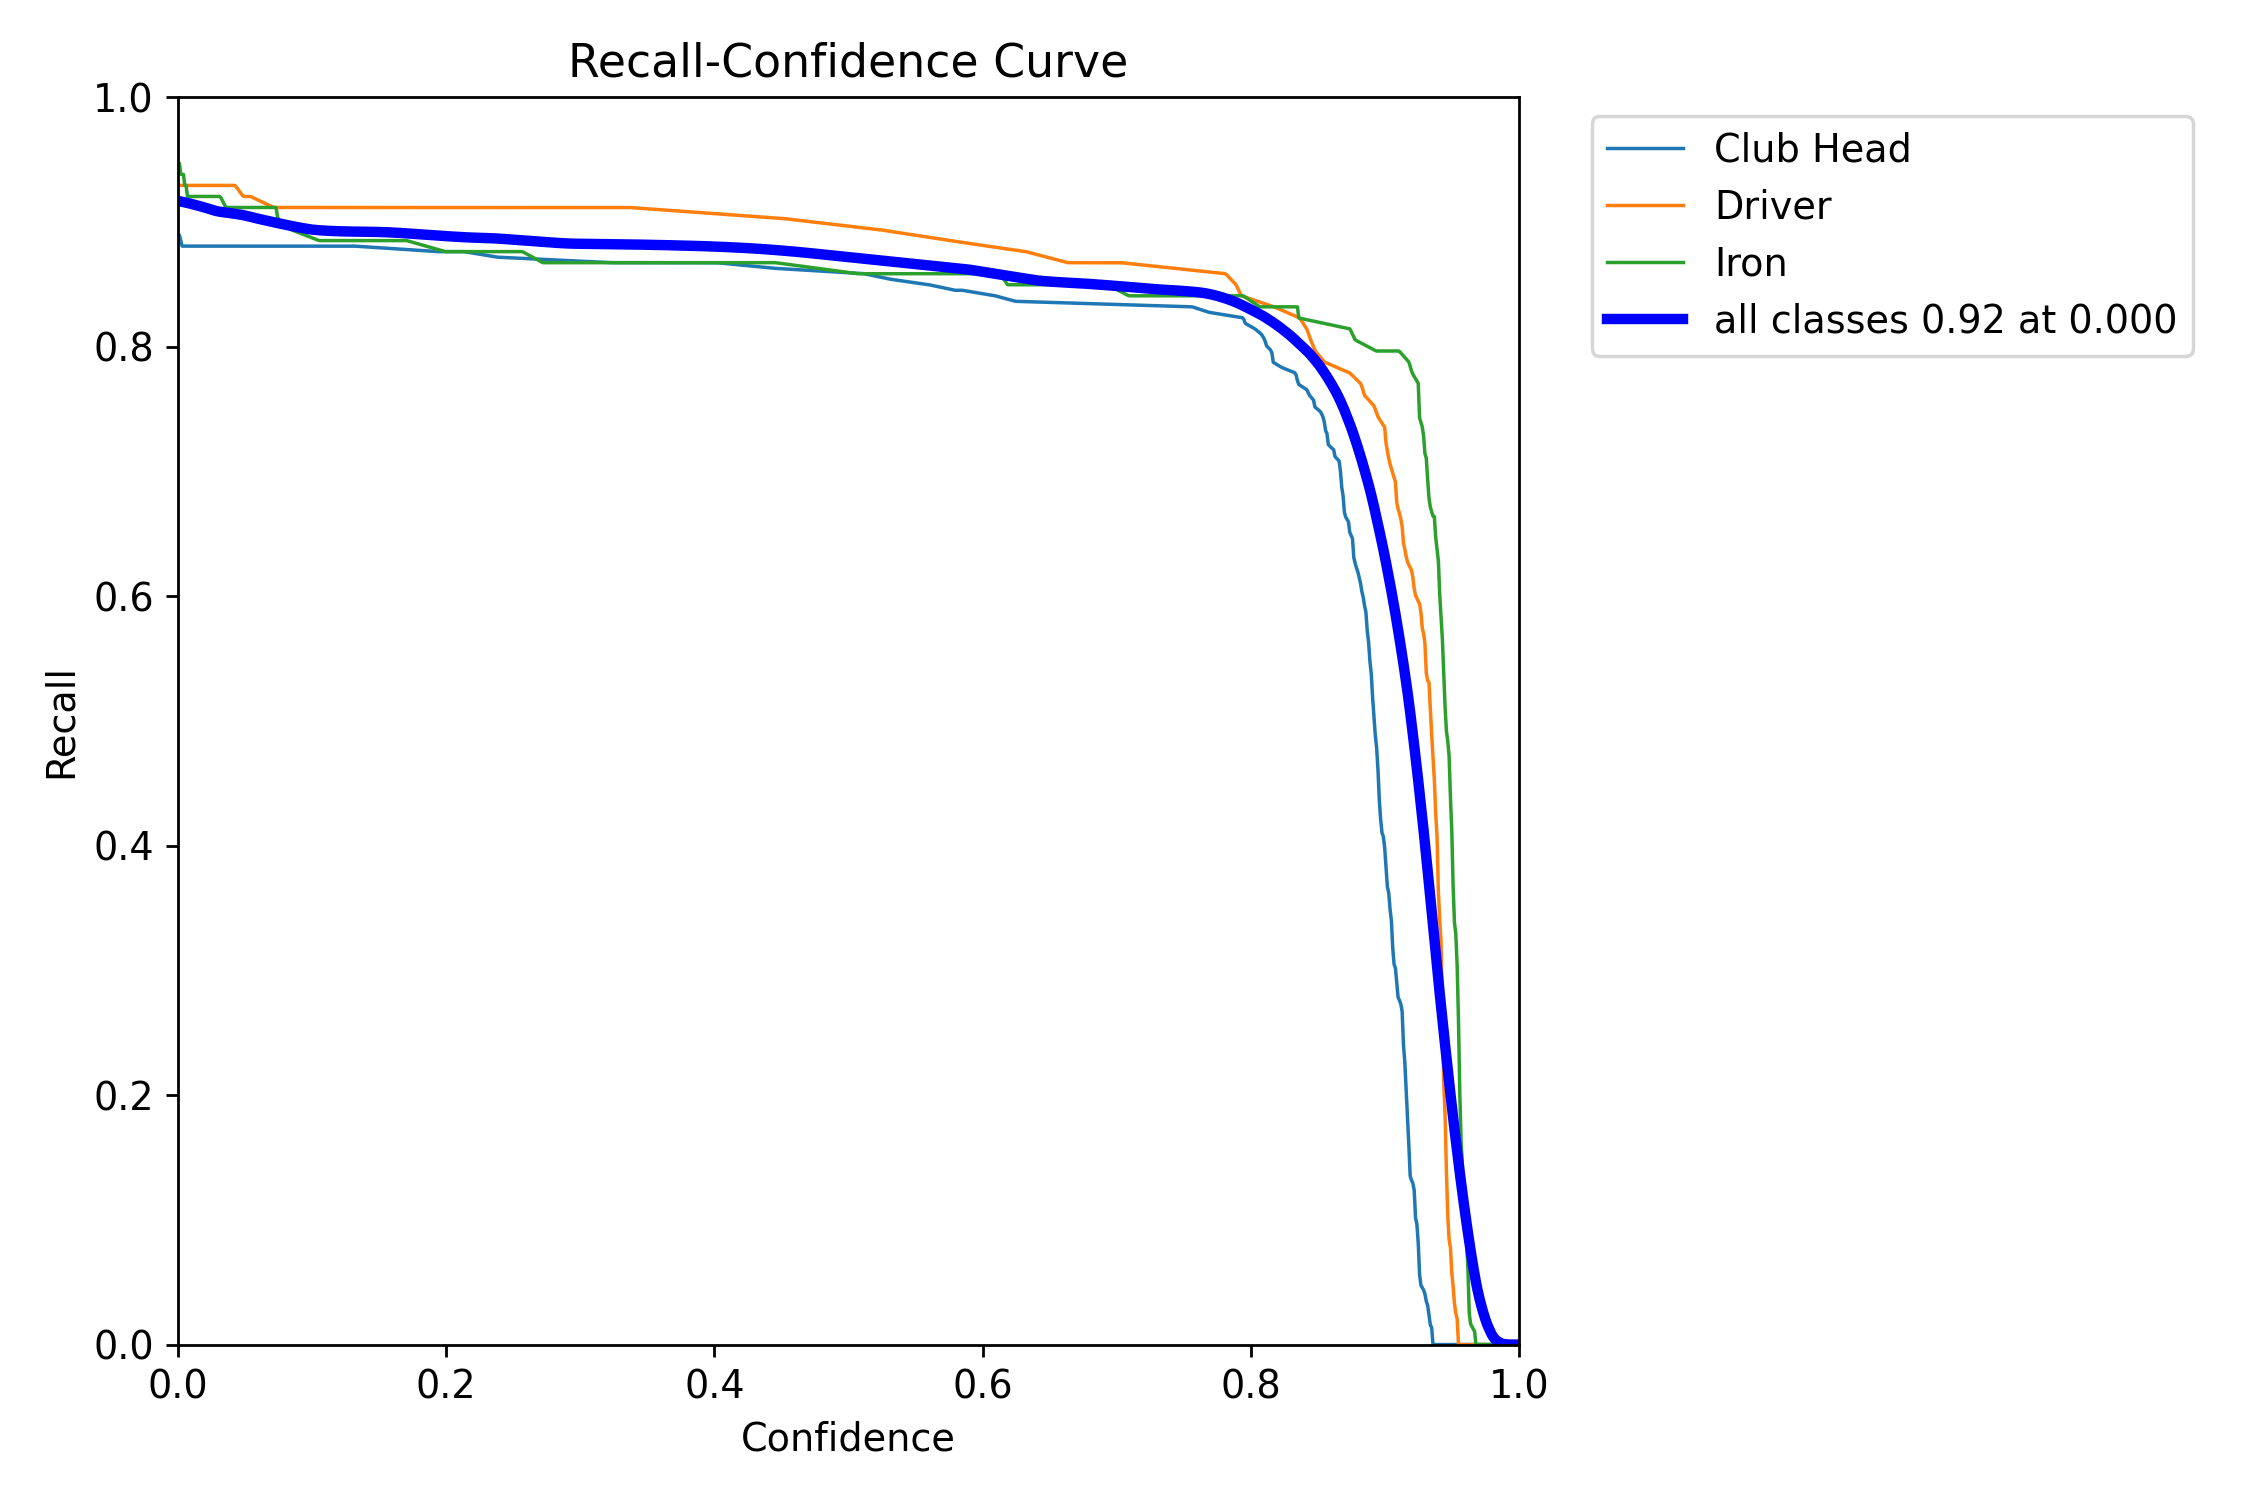 Recall-Confidence Curve
1.0
0.8
0.6
0.4
0.2
0.0
Recall
0.0 0.2 0.4 0.6 0.8 1.0
Confidence
Club Head
Driver
Iron
all classes 0.92 at 0.000